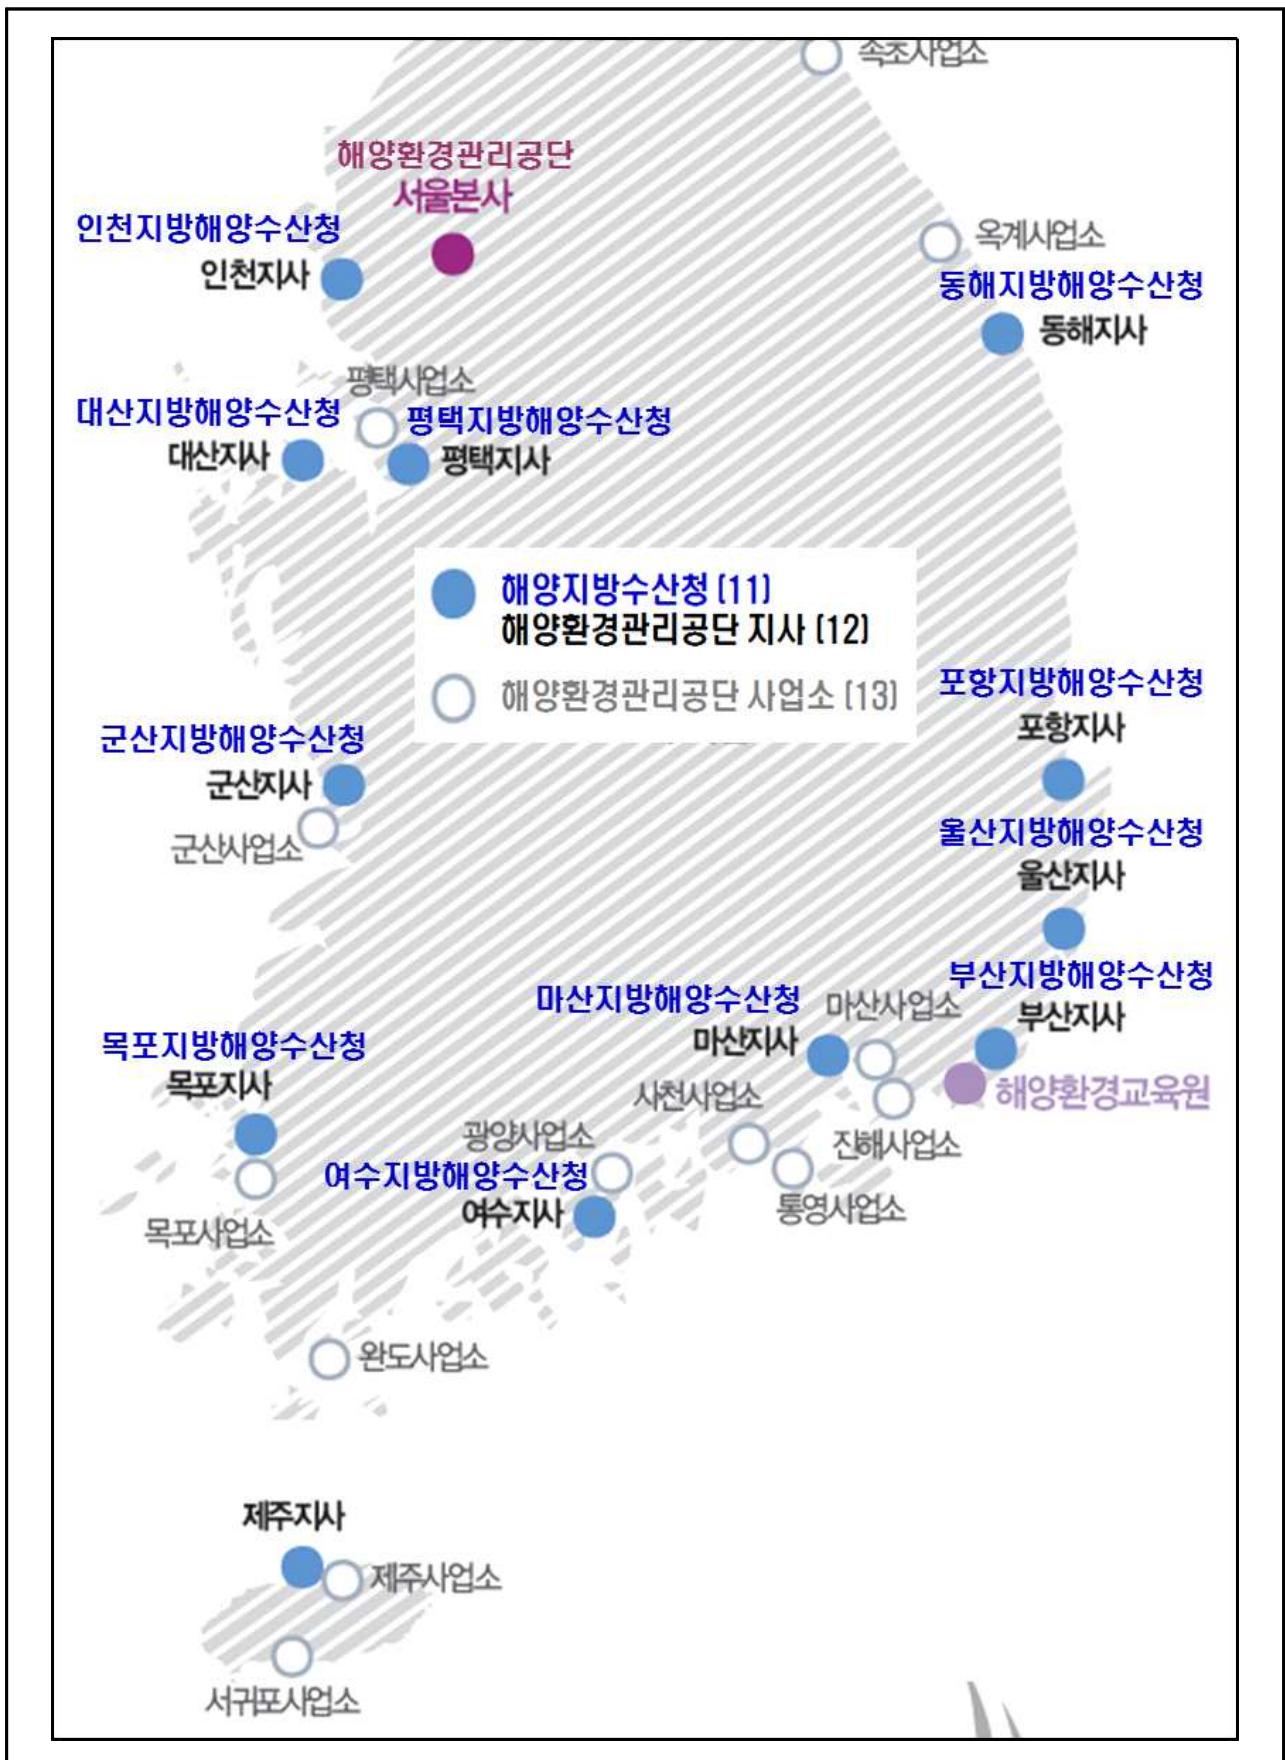 속초사업소
해양환경관리공단
서울본사
인천지방해양수산청
인천지사
옥계사업소
동해지방해양수산청
동해지사
평택사업소
대산지방해양수산청
평택지방해양수산청
대산지사
평택지사
해양지방수산청 (11)
해양환경관리공단 지사 (12)
해양환경관리공단 사업소 (13)
포항지방해양수산청
포항지사
군산지방해양수산청
군산지사
군산사업소
울산지방해양수산청
울산지사
부산지방해양수산청
부산지사
마산지방해양수산청
마산사업소
마산지사
목포지방해양수산청
목포지사
사천사업소
해양환경교육원
광양사업소
진해사업소
여수지방해양수산청
여수지사
통영사업소
목포사업소
완도사업소
제주지사
제주사업소
서귀포사업소